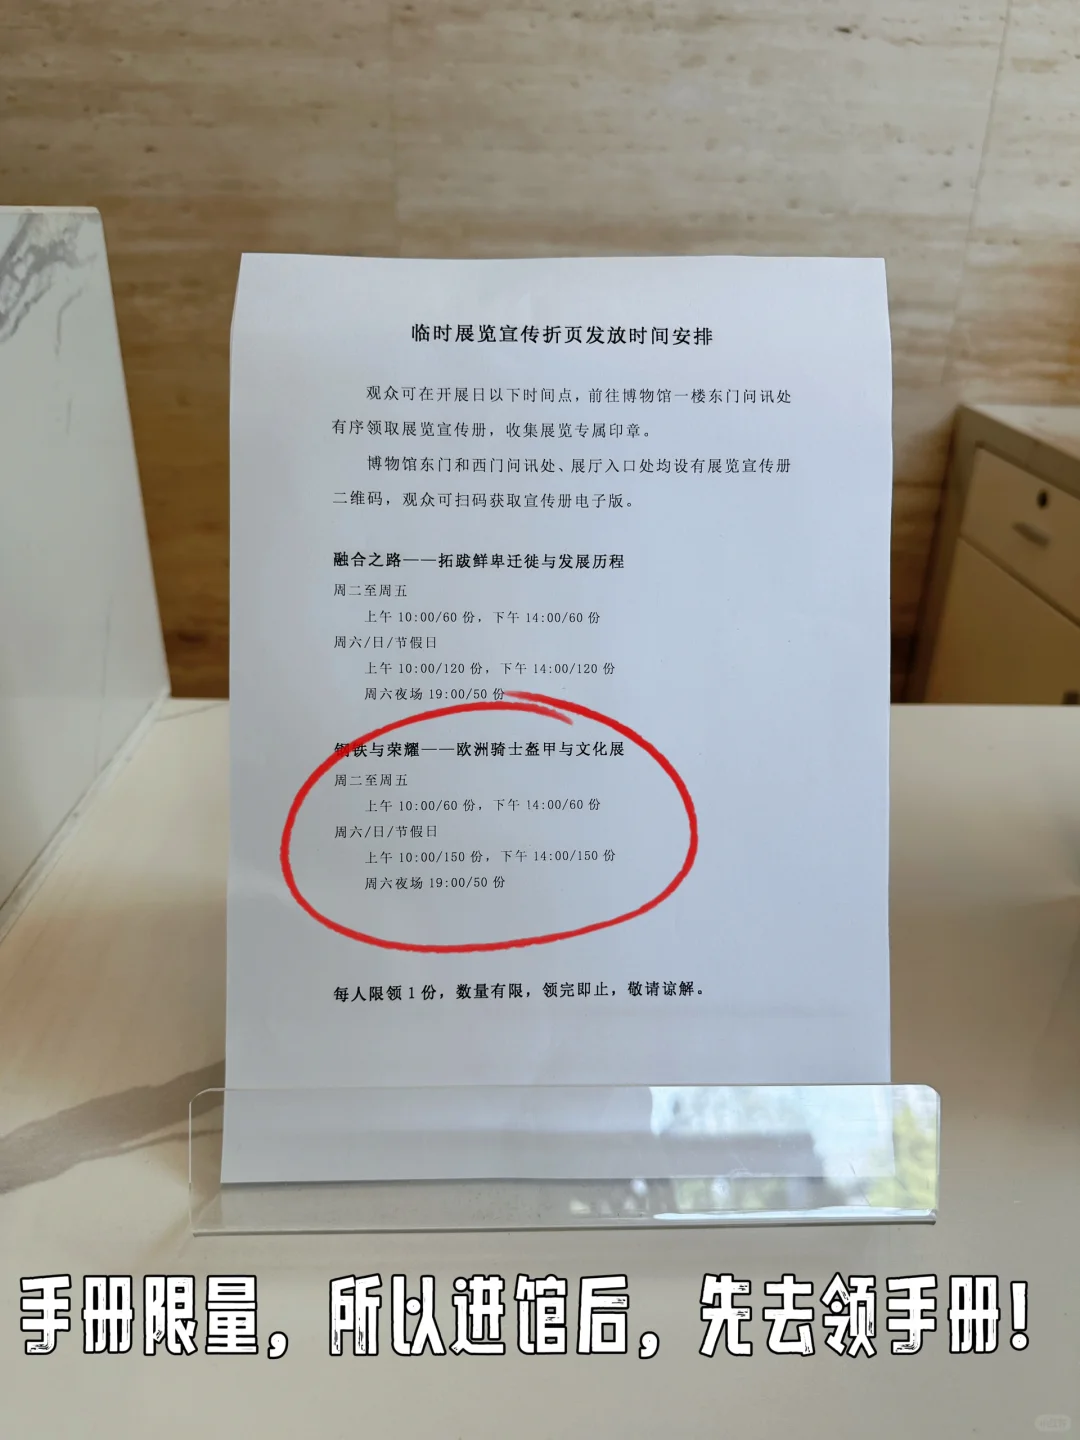 临时展览宣传折页发放时间安排
观众可在开展日以下时间点，前往博物馆一楼东门问讯处
有序领取展览宣传册，收集展览专属印章。
博物馆东门和西门问讯处、展厅入口处均设有展览宣传册
二维码，观众可扫码获取宣传册电子版。
融合之路——拓跋鲜卑迁徙与发展历程
周二至周五
上午 10:00/60 份，下午 14:00/60 份
周六/日/节假日
上午 10:00/120 份，下午 14:00/120 份
周六夜场 19:00/50 份
钢铁与荣耀——欧洲骑士盔甲与文化展
周二至周五
上午 10:00/60 份，下午 14:00/60 份
周六/日/节假日
上午 10:00/150 份，下午 14:00/150 份
周六夜场 19:00/50 份
每人限领 1 份，数量有限，领完即止，敬请谅解。
手册限量，所以进馆后，先去领手册！